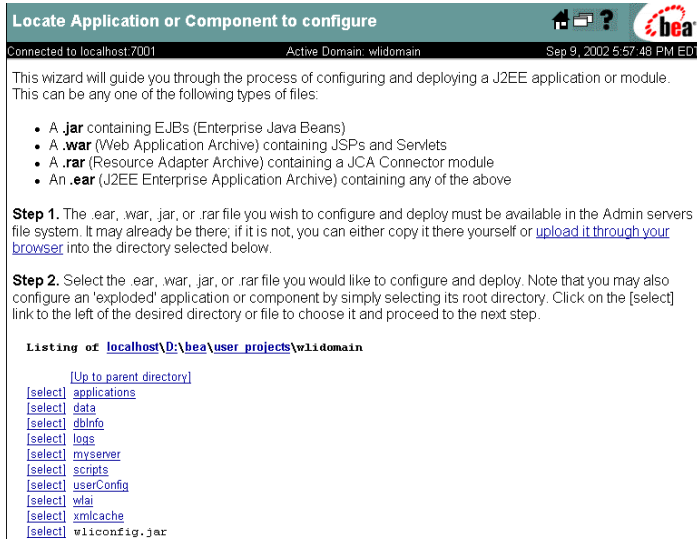 Locate Application or Component to configure
?
bea
Connected to localhost:7001 Active Domain: wlidomain Sep 9, 2002 5:57:48 PM EDT
This wizard will guide you through the process of configuring and deploying a J2EE application or module.
This can be any one of the following types of files:
• A .jar containing EJBs (Enterprise Java Beans)
• A .war (Web Application Archive) containing JSPs and Servlets
• A .rar (Resource Adapter Archive) containing a JCA Connector module
• An .ear (J2EE Enterprise Application Archive) containing any of the above
Step 1. The .ear, .war, .jar, or .rar file you wish to configure and deploy must be available in the Admin servers
file system. It may already be there; if it is not, you can either copy it there yourself or upload it through your
browser into the directory selected below.
Step 2. Select the .ear, .war, .jar, or .rar file you would like to configure and deploy. Note that you may also
configure an 'exploded' application or component by simply selecting its root directory. Click on the [select]
link to the left of the desired directory or file to choose it and proceed to the next step.
Listing of localhost\D:\bea\user_projects\wlidomain
[Up to parent directory]
[select] applications
[select] data
[select] dbInfo
[select] logs
[select] myserver
[select] scripts
[select] userConfig
[select] wlai
[select] xmlcache
[select] wliconfig.jar